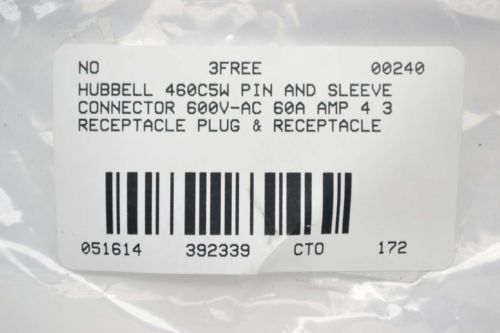 NO 3FREE 00240
HUBBELL 460C5W PIN AND SLEEVE
CONNECTOR 600V-AC 60A AMP 4 3
RECEPTACLE PLUG & RECEPTACLE
051614 392339 CTO 172